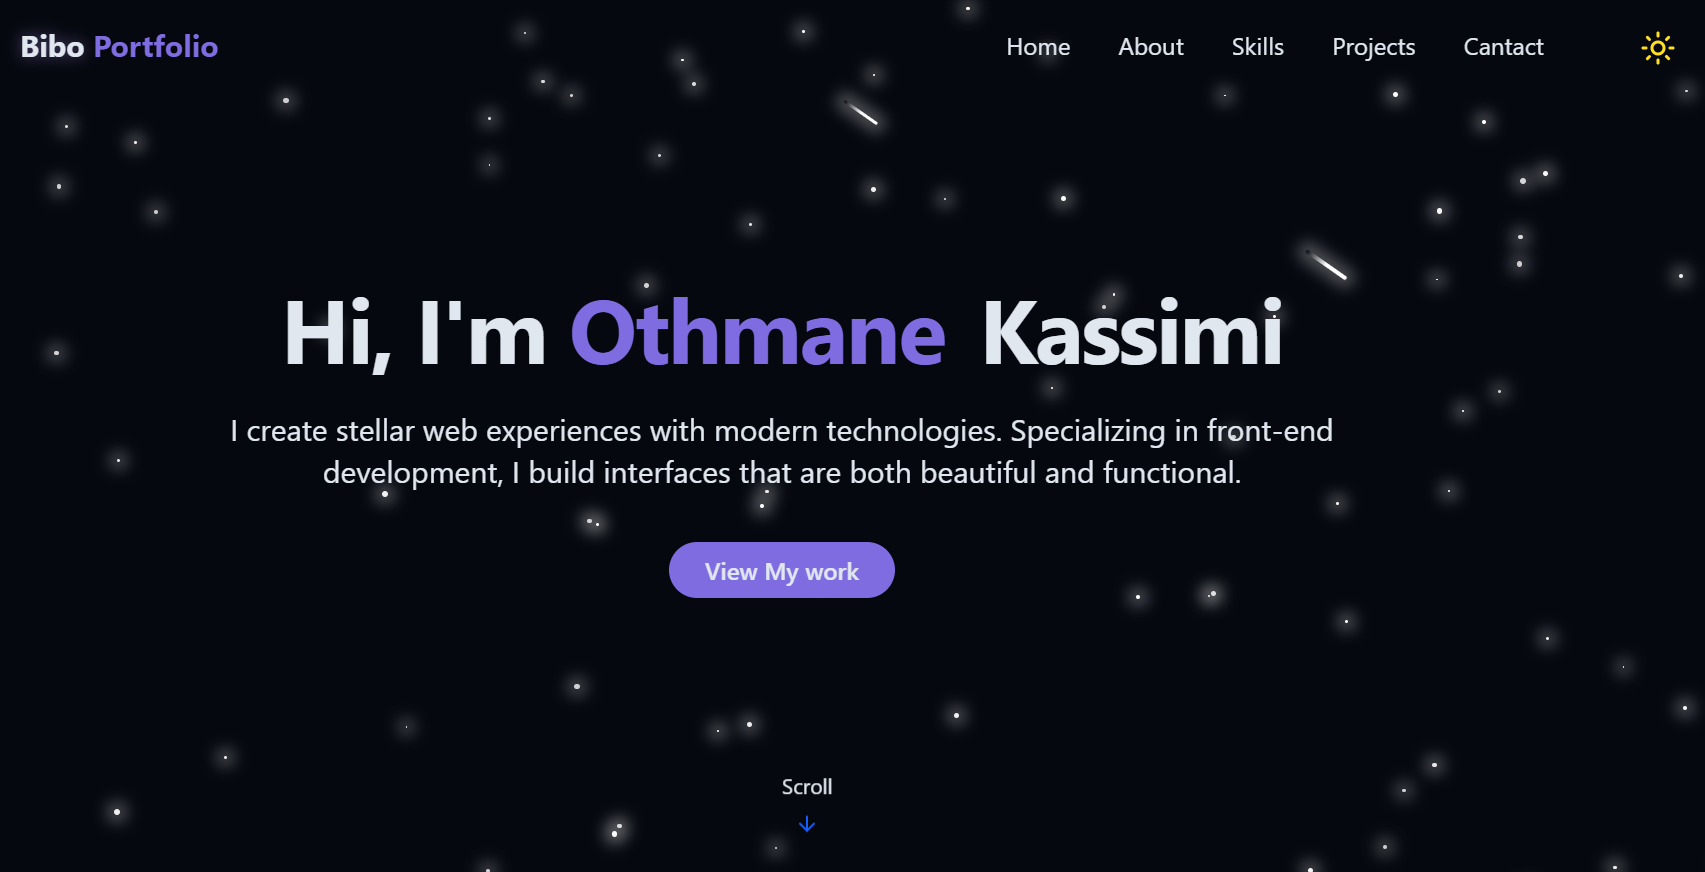 Bibo Portfolio
Home About Skills Projects Cantact
Hi, I'm Othmane Kassimi
I create stellar web experiences with modern technologies. Specializing in front-end
development, I build interfaces that are both beautiful and functional.
View My work
Scroll